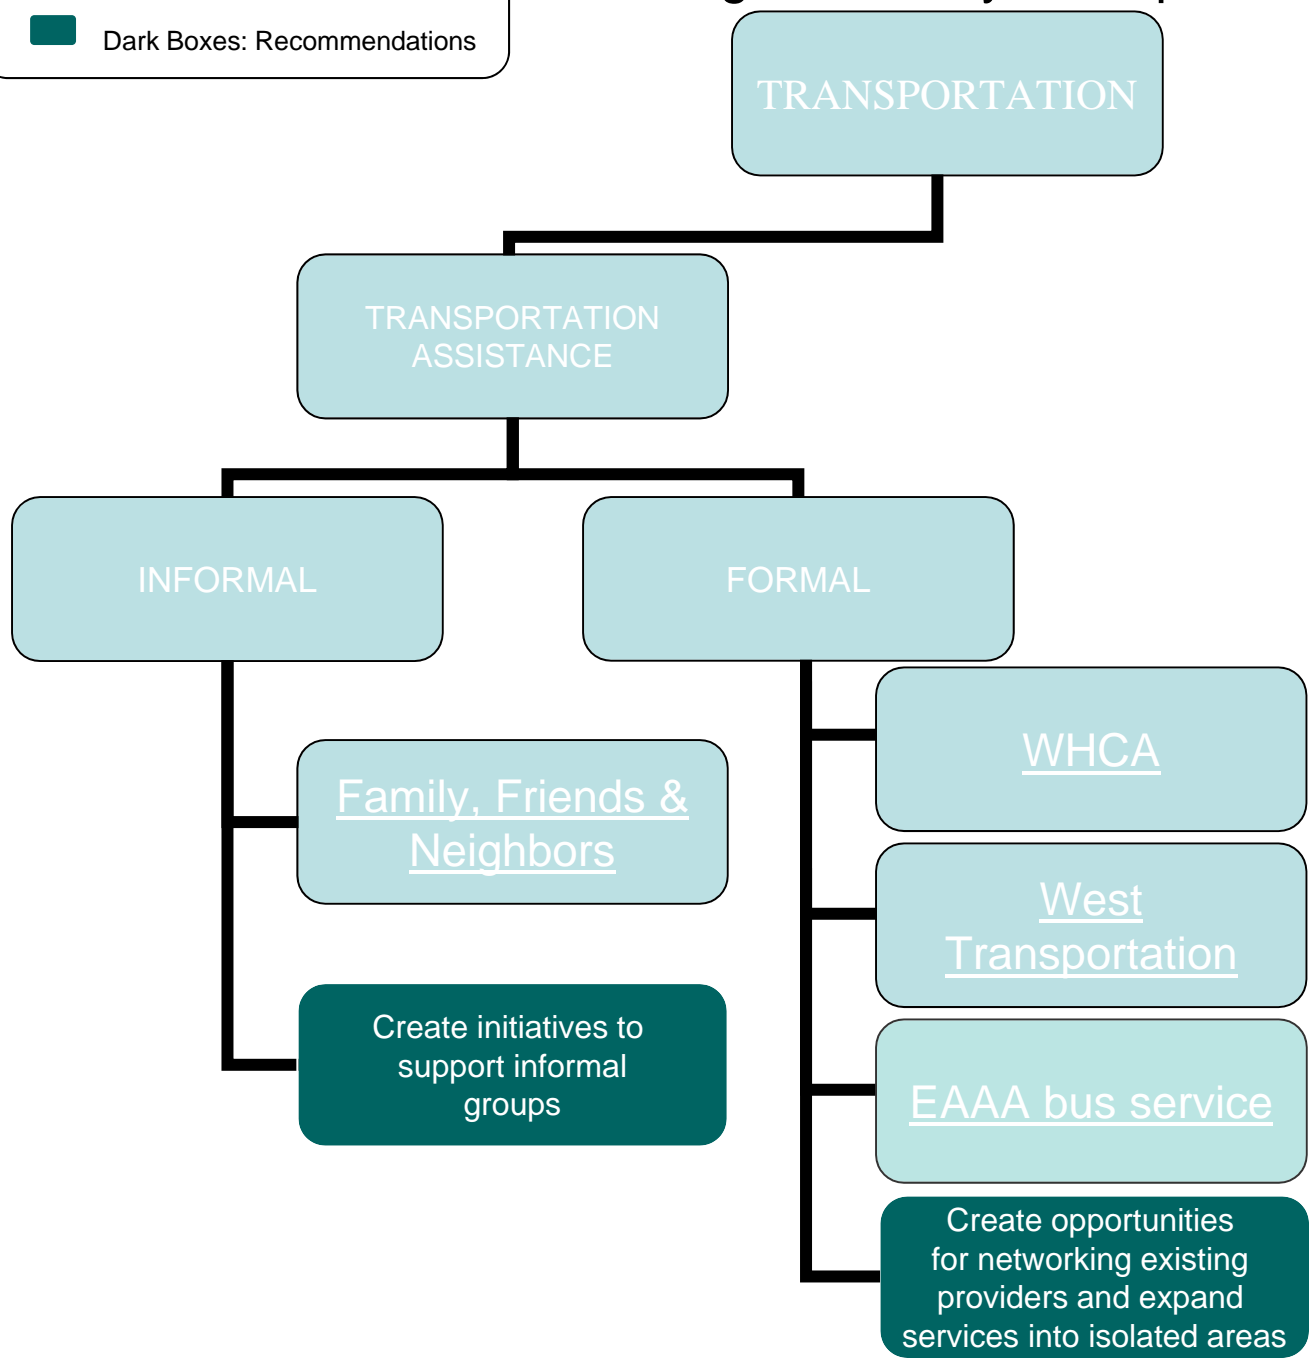 Dark Boxes: Recommendations
TRANSPORTATION
TRANSPORTATION
ASSISTANCE
INFORMAL
FORMAL
WHCA
Family, Friends &
Neighbors
West
Transportation
Create initiatives to
support informal
groups
EAAA bus service
Create opportunities
for networking existing
providers and expand
services into isolated areas